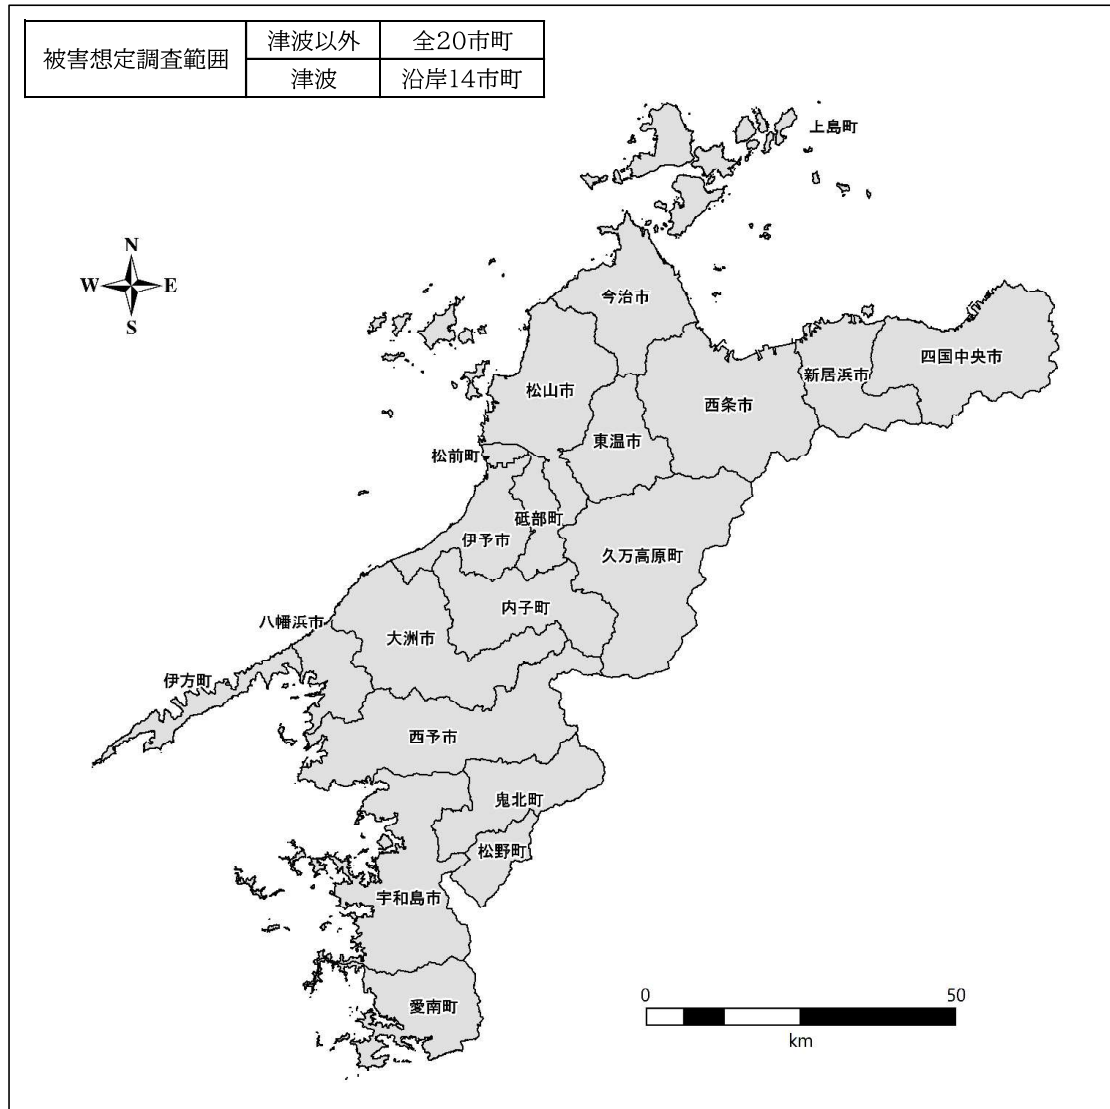 被害想定調査範囲
津波以外
全20市町
津波
沿岸14市町
上島町
N
W
E
S
今治市
四国中央市
新居浜市
松山市
西条市
東温市
松前町
砥部町
伊予市
久万高原町
内子町
八幡浜市
大洲市
伊方町
西予市
鬼北町
松野町
宇和島市
愛南町
0
50
km